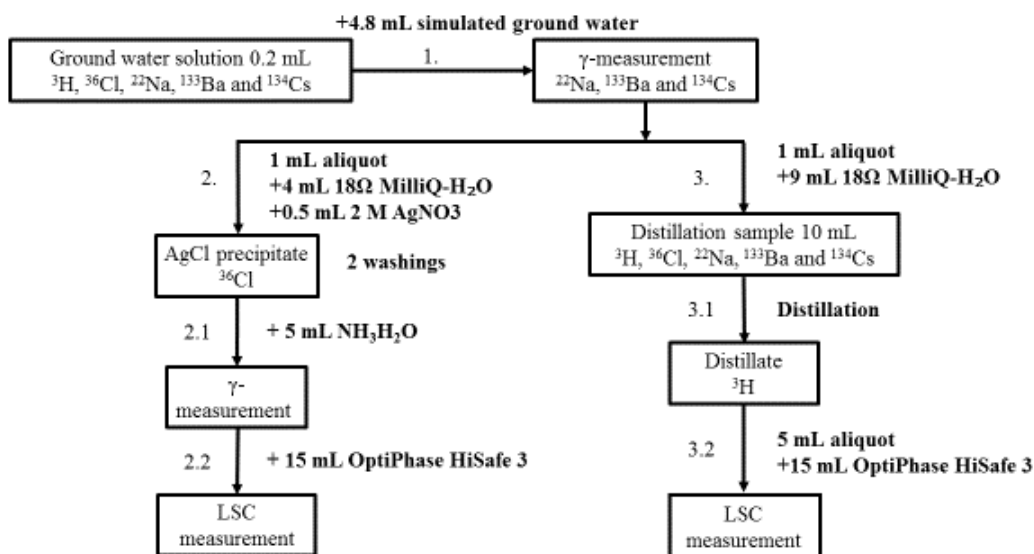 +4.8 mL simulated ground water
Ground water solution 0.2 mL
³H, ³⁶Cl, ²²Na, ¹³³Ba and ¹³⁴Cs
1.
γ-measurement
²²Na, ¹³³Ba and ¹³⁴Cs
2.
1 mL aliquot
+4 mL 18Ω MilliQ-H₂O
+0.5 mL 2 M AgNO3
3.
1 mL aliquot
+9 mL 18Ω MilliQ-H₂O
AgCl precipitate
³⁶Cl
2 washings
Distillation sample 10 mL
³H, ³⁶Cl, ²²Na, ¹³³Ba and ¹³⁴Cs
2.1
+ 5 mL NH₃H₂O
3.1
Distillation
γ-
measurement
Distillate
³H
2.2
+ 15 mL OptiPhase HiSafe 3
3.2
5 mL aliquot
+15 mL OptiPhase HiSafe 3
LSC
measurement
LSC
measurement